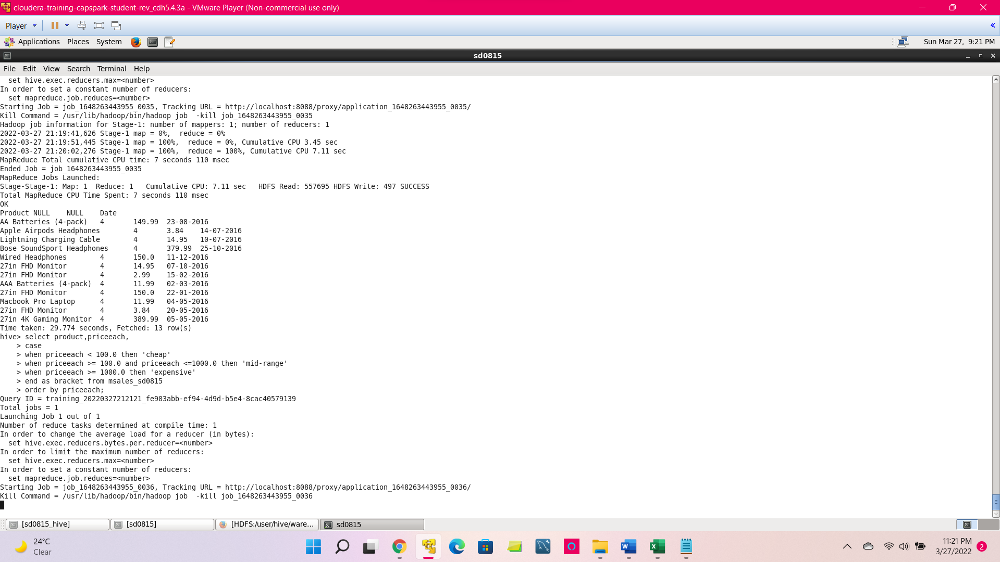 cloudera-training-capspark-student-rev_cdh5.4.3a - VMware Player (Non-commercial use only)
Player
Applications Places System
Sun Mar 27, 9:21 PM
sd0815
File Edit View Search Terminal Help
  set hive.exec.reducers.max=<number>
In order to set a constant number of reducers:
  set mapreduce.job.reduces=<number>
Starting Job = job_1648263443955_0035, Tracking URL = http://localhost:8088/proxy/application_1648263443955_0035/
Kill Command = /usr/lib/hadoop/bin/hadoop job  -kill job_1648263443955_0035
Hadoop job information for Stage-1: number of mappers: 1; number of reducers: 1
2022-03-27 21:19:41,626 Stage-1 map = 0%,  reduce = 0%
2022-03-27 21:19:51,445 Stage-1 map = 100%,  reduce = 0%, Cumulative CPU 3.45 sec
2022-03-27 21:20:02,276 Stage-1 map = 100%,  reduce = 100%, Cumulative CPU 7.11 sec
MapReduce Total cumulative CPU time: 7 seconds 110 msec
Ended Job = job_1648263443955_0035
MapReduce Jobs Launched:
Stage-Stage-1: Map: 1  Reduce: 1   Cumulative CPU: 7.11 sec   HDFS Read: 557695 HDFS Write: 497 SUCCESS
Total MapReduce CPU Time Spent: 7 seconds 110 msec
OK
Product NULL    NULL    Date
AA Batteries (4-pack)   4       149.99  23-08-2016
Apple Airpods Headphones        4       3.84    14-07-2016
Lightning Charging Cable        4       14.95   10-07-2016
Bose SoundSport Headphones      4       379.99  25-10-2016
Wired Headphones        4       150.0   11-12-2016
27in FHD Monitor        4       14.95   07-10-2016
27in FHD Monitor        4       2.99    15-02-2016
AAA Batteries (4-pack)  4       11.99   02-03-2016
27in FHD Monitor        4       150.0   22-01-2016
Macbook Pro Laptop      4       11.99   04-05-2016
27in FHD Monitor        4       3.84    20-05-2016
27in 4K Gaming Monitor  4       389.99  05-05-2016
Time taken: 29.774 seconds, Fetched: 13 row(s)
hive> select product,priceeach,
    > case
    > when priceeach < 100.0 then 'cheap'
    > when priceeach >= 100.0 and priceeach <=1000.0 then 'mid-range'
    > when priceeach >= 1000.0 then 'expensive'
    > end as bracket from msales_sd0815
    > order by priceeach;
Query ID = training_20220327212121_fe903abb-ef94-4d9d-b5e4-8cac40579139
Total jobs = 1
Launching Job 1 out of 1
Number of reduce tasks determined at compile time: 1
In order to change the average load for a reducer (in bytes):
  set hive.exec.reducers.bytes.per.reducer=<number>
In order to limit the maximum number of reducers:
  set hive.exec.reducers.max=<number>
In order to set a constant number of reducers:
  set mapreduce.job.reduces=<number>
Starting Job = job_1648263443955_0036, Tracking URL = http://localhost:8088/proxy/application_1648263443955_0036/
Kill Command = /usr/lib/hadoop/bin/hadoop job  -kill job_1648263443955_0036
[sd0815_hive] [sd0815] [HDFS:/user/hive/ware... sd0815
24°C
Clear
11:21 PM
3/27/2022
2